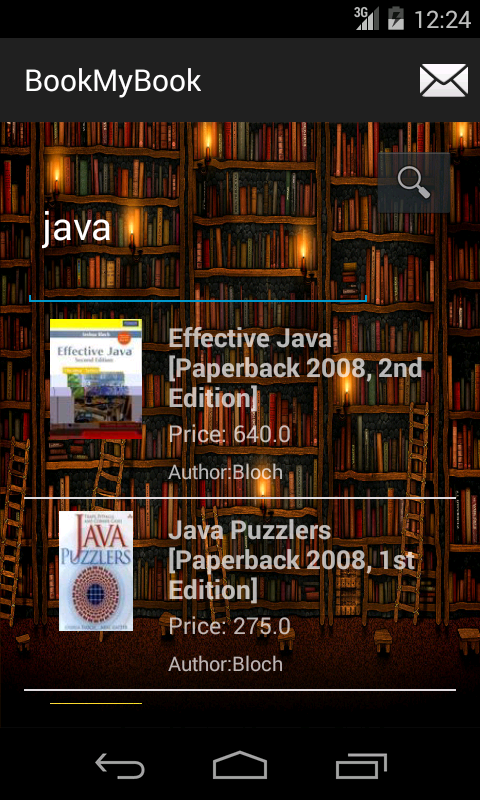 3G 12:24
BookMyBook
java
Joshua Bloch
Effective Java
Second Edition
Effective Java
[Paperback 2008, 2nd
Edition]
Price: 640.0
Author:Bloch
JAVA
PUZZLERS
Java Puzzlers
[Paperback 2008, 1st
Edition]
Price: 275.0
Author:Bloch